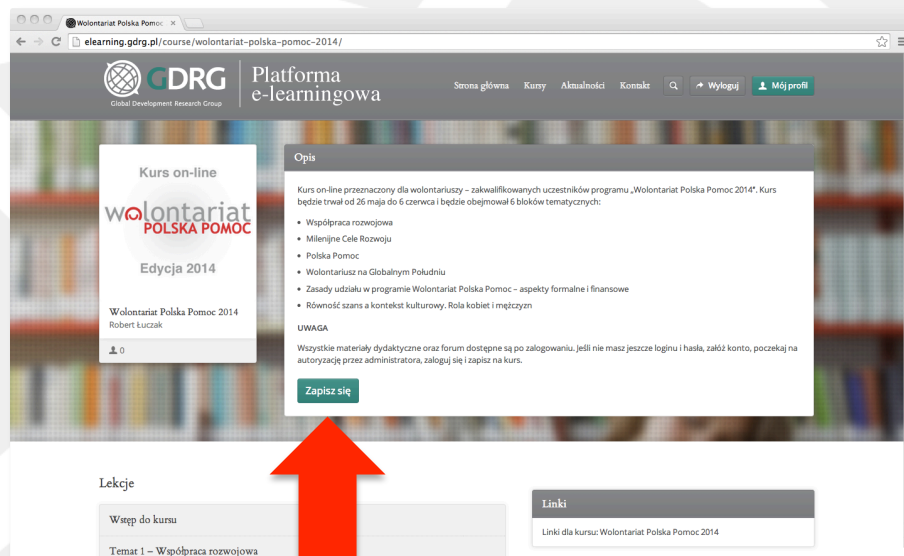 Wolontariat Polska Pomoc
elearning.gdrg.pl/course/wolontariat-polska-pomoc-2014/
GDRG
Global Development Research Group
Platforma
e-learningowa
Strona główna Kursy Aktualności Kontakt Wyloguj Mój profil
Kurs on-line
wolontariat
POLSKA POMOC
Edycja 2014
Wolontariat Polska Pomoc 2014
Robert Łuczak
0
Opis
Kurs on-line przeznaczony dla wolontariuszy – zakwalifikowanych uczestników programu „Wolontariat Polska Pomoc 2014”. Kurs
będzie trwał od 26 maja do 6 czerwca i będzie obejmował 6 bloków tematycznych:
• Współpraca rozwojowa
• Milenijne Cele Rozwoju
• Polska Pomoc
• Wolontariusz na Globalnym Południu
• Zasady udziału w programie Wolontariat Polska Pomoc – aspekty formalne i finansowe
• Równość szans a kontekst kulturowy. Rola kobiet i mężczyzn
UWAGA
Wszystkie materiały dydaktyczne oraz forum dostępne są po zalogowaniu. Jeśli nie masz jeszcze loginu i hasła, załóż konto, poczekaj na
autoryzację przez administratora, zaloguj się i zapisz na kurs.
Zapisz się
Lekcje
Wstęp do kursu
Temat 1 – Współpraca rozwojowa
Linki
Linki dla kursu: Wolontariat Polska Pomoc 2014